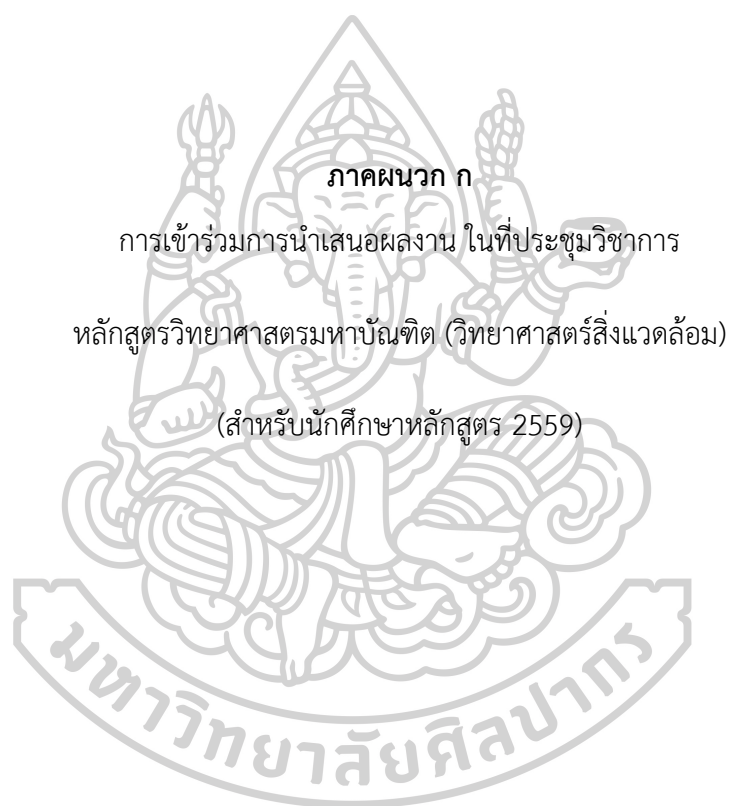 ภาคผนวก ก
การเข้าร่วมการนำเสนอผลงาน ในที่ประชุมวิชาการ
หลักสูตรวิทยาศาสตรมหาบัณฑิต (วิทยาศาสตร์สิ่งแวดล้อม)
(สำหรับนักศึกษาหลักสูตร 2559)
มหาวิทยาลัยศิลปากร